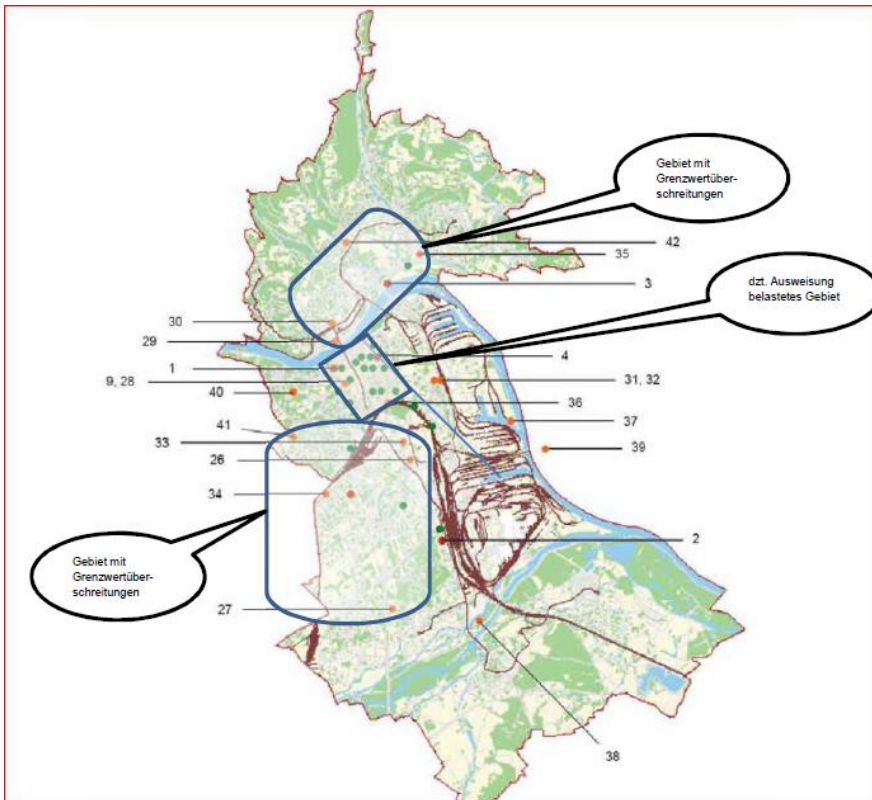 Gebiet mit
Grenzwertüber-
schreitungen
42
35
3
dzt. Ausweisung
belastetes Gebiet
30
29
1
4
9, 28
31, 32
40
36
37
41
33
39
26
34
2
Gebiet mit
Grenzwertüber-
schreitungen
27
38